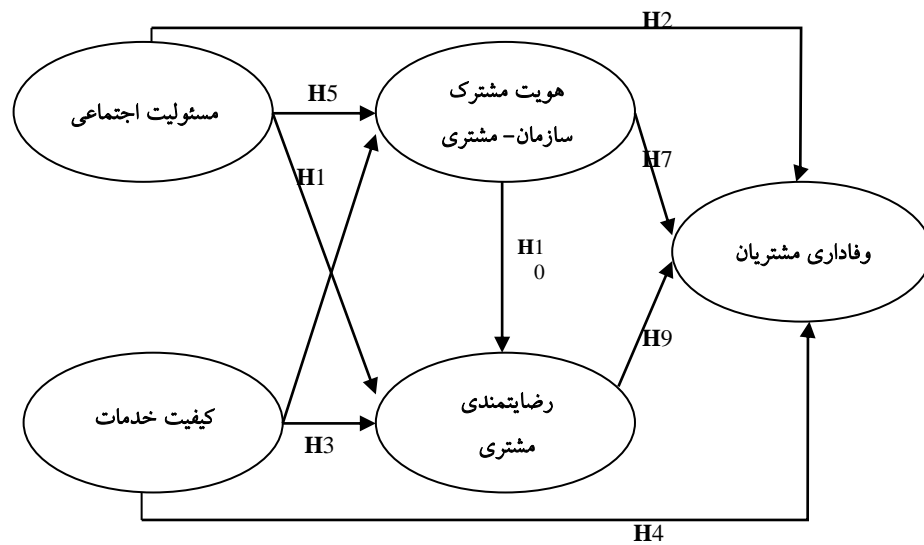 H2
مسئولیت اجتماعی
H5
هویت مشترک
سازمان- مشتری
H1
H7
وفاداری مشتریان
H1
0
H9
کیفیت خدمات
H3
رضایتمندی
مشتری
H4